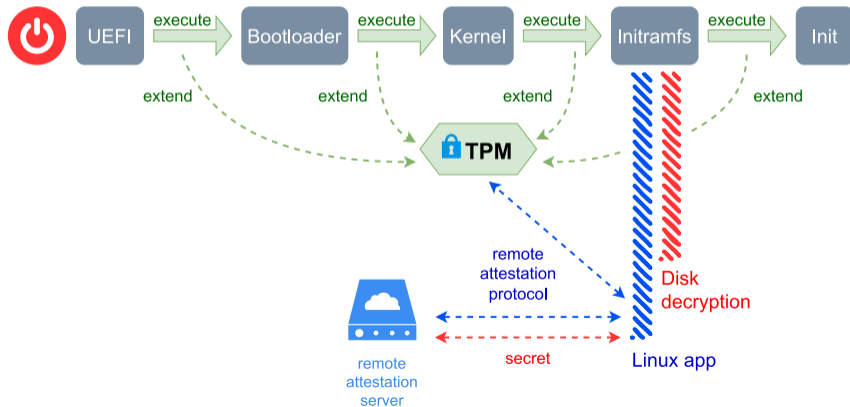 execute
execute
execute
execute
UEFI
Bootloader
Kernel
Initramfs
Init
extend
extend
extend
extend
TPM
remote
attestation
protocol
Disk
decryption
secret
Linux app
remote
attestation
server